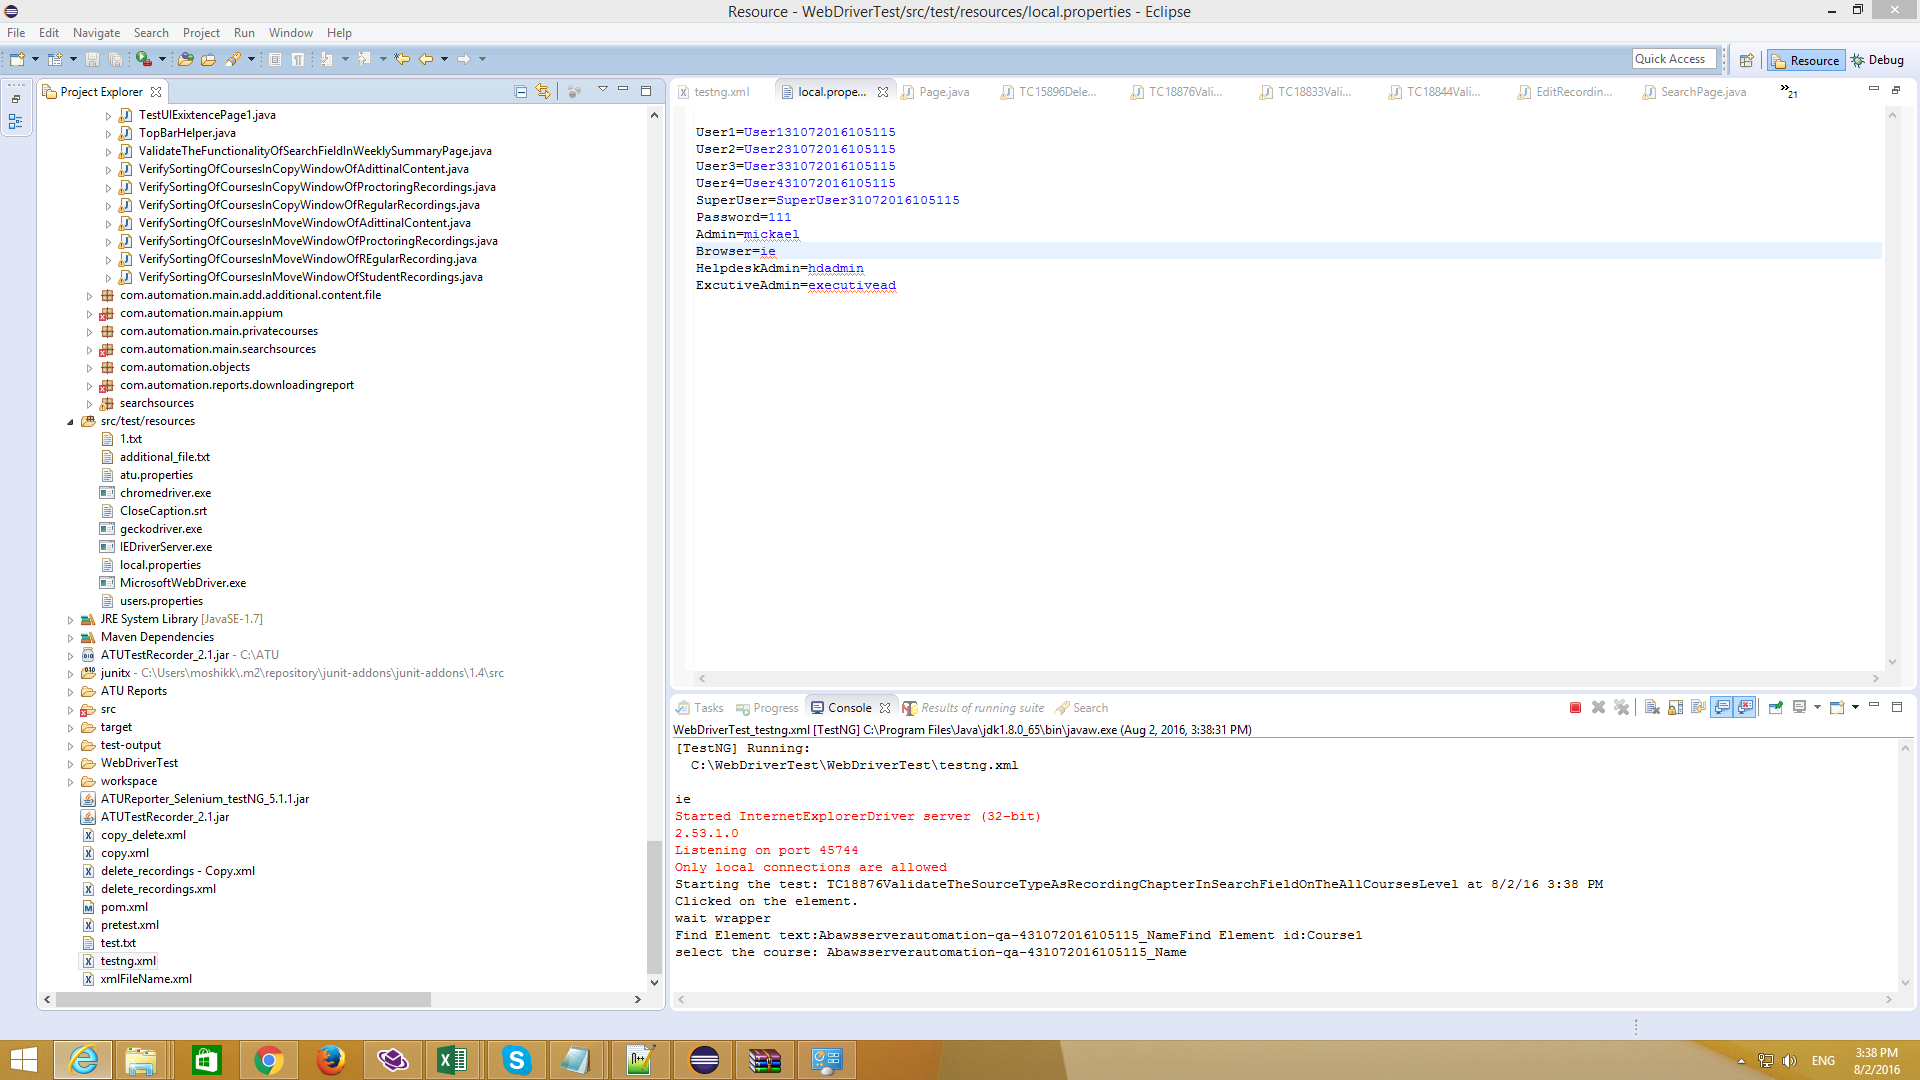 Resource - WebDriverTest/src/test/resources/local.properties - Eclipse
File Edit Navigate Search Project Run Window Help
Quick Access
Resource
Debug
Project Explorer
TestUIExixtencePage1.java
TopBarHelper.java
ValidateTheFunctionalityOfSearchFieldInWeeklySummaryPage.java
VerifySortingOfCoursesInCopyWindowOfAdittinalContent.java
VerifySortingOfCoursesInCopyWindowOfProctoringRecordings.java
VerifySortingOfCoursesInCopyWindowOfRegularRecordings.java
VerifySortingOfCoursesInMoveWindowOfAdittinalContent.java
VerifySortingOfCoursesInMoveWindowOfProctoringRecordings.java
VerifySortingOfCoursesInMoveWindowOfREgularRecording.java
VerifySortingOfCoursesInMoveWindowOfStudentRecordings.java
com.automation.main.add.additional.content.file
com.automation.main.appium
com.automation.main.privatecourses
com.automation.main.searchsources
com.automation.objects
com.automation.reports.downloadingreport
searchsources
src/test/resources
1.txt
additional_file.txt
atu.properties
chromedriver.exe
CloseCaption.srt
geckodriver.exe
IEDriverServer.exe
local.properties
MicrosoftWebDriver.exe
users.properties
JRE System Library [JavaSE-1.7]
Maven Dependencies
ATUTestRecorder_2.1.jar - C:\ATU
junitx - C:\Users\moshikk\.m2\repository\junit-addons\junit-addons\1.4\src
ATU Reports
src
target
test-output
WebDriverTest
workspace
ATUReporter_Selenium_testNG_5.1.1.jar
ATUTestRecorder_2.1.jar
copy_delete.xml
copy.xml
delete_recordings - Copy.xml
delete_recordings.xml
pom.xml
pretest.xml
test.txt
testng.xml
xmlFileName.xml
testng.xml
local.prope...
Page.java
TC15896Dele...
TC18876Vali...
TC18833Vali...
TC18844Vali...
EditRecordin...
SearchPage.java
21
User1=User131072016105115
User2=User231072016105115
User3=User331072016105115
User4=User431072016105115
SuperUser=SuperUser31072016105115
Password=111
Admin=mickael
Browser=ie
HelpdeskAdmin=hdadmin
ExcutiveAdmin=executivead
Tasks
Progress
Console
Results of running suite
Search
WebDriverTest_testng.xml [TestNG] C:\Program Files\Java\jdk1.8.0_65\bin\javaw.exe (Aug 2, 2016, 3:38:31 PM)
[TestNG] Running:
C:\WebDriverTest\WebDriverTest\testng.xml
ie
Started InternetExplorerDriver server (32-bit)
2.53.1.0
Listening on port 45744
Only local connections are allowed
Starting the test: TC18876ValidateTheSourceTypeAsRecordingChapterInSearchFieldOnTheAllCoursesLevel at 8/2/16 3:38 PM
Clicked on the element.
wait wrapper
Find Element text:Abawsserverautomation-qa-431072016105115_NameFind Element id:Course1
select the course: Abawsserverautomation-qa-431072016105115_Name
ENG
3:38 PM
8/2/2016